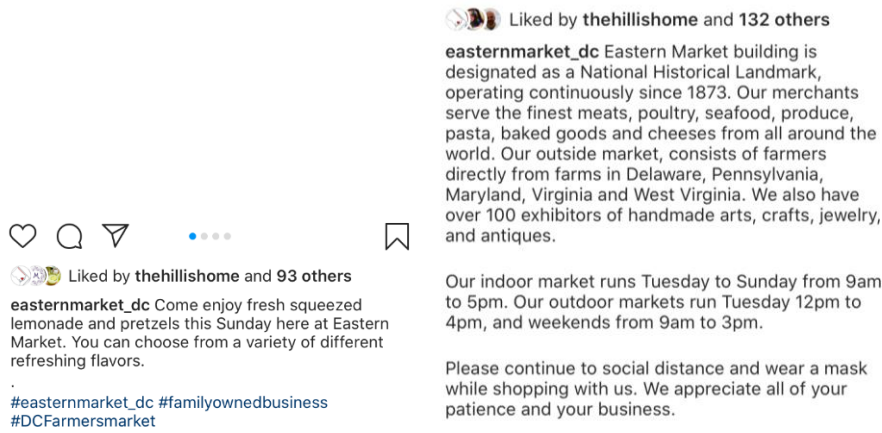 Liked by thehillishome and 93 others
easternmarket_dc Come enjoy fresh squeezed
lemonade and pretzels this Sunday here at Eastern
Market. You can choose from a variety of different
refreshing flavors.
.
#easternmarket_dc #familyownedbusiness
#DCFarmersmarket
Liked by thehillishome and 132 others
easternmarket_dc Eastern Market building is
designated as a National Historical Landmark,
operating continuously since 1873. Our merchants
serve the finest meats, poultry, seafood, produce,
pasta, baked goods and cheeses from all around the
world. Our outside market, consists of farmers
directly from farms in Delaware, Pennsylvania,
Maryland, Virginia and West Virginia. We also have
over 100 exhibitors of handmade arts, crafts, jewelry,
and antiques.
Our indoor market runs Tuesday to Sunday from 9am
to 5pm. Our outdoor markets run Tuesday 12pm to
4pm, and weekends from 9am to 3pm.
Please continue to social distance and wear a mask
while shopping with us. We appreciate all of your
patience and your business.